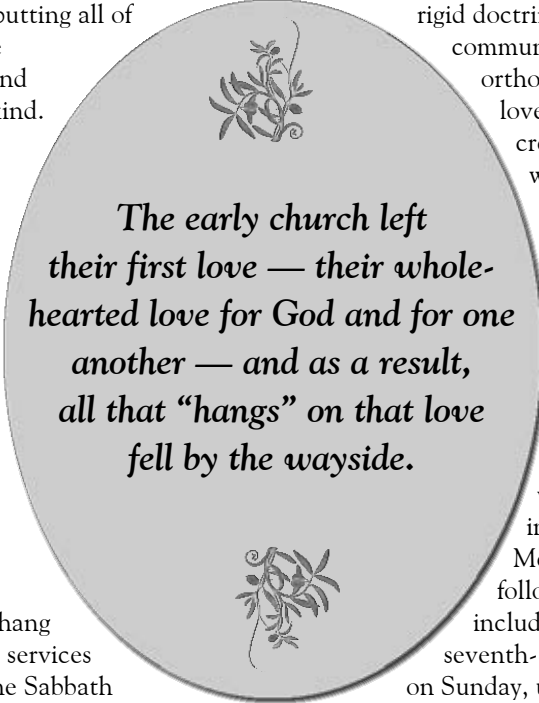 putting all of
nd
kind.
The early church left
their first love — their whole-
hearted love for God and for one
another — and as a result,
all that “hangs” on that love
fell by the wayside.
hang
services
he Sabbath
rigid doctri
commun
ortho
love
cr
w
in
M
follo
includ
seventh-
on Sunday, u